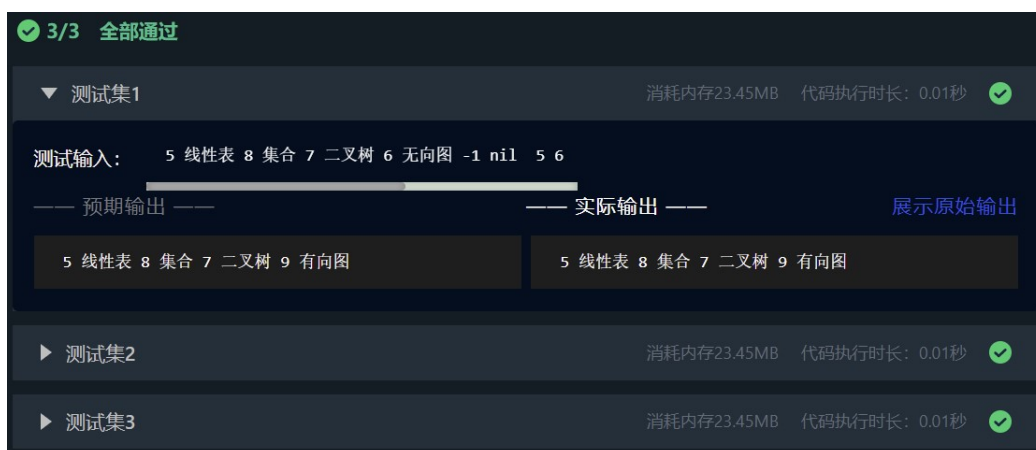 3/3 全部通过
测试集1 消耗内存23.45MB 代码执行时长：0.01秒
测试输入： 5 线性表 8 集合 7 二叉树 6 无向图 -1 nil 5 6
—— 预期输出 —— —— 实际输出 —— 展示原始输出
5 线性表 8 集合 7 二叉树 9 有向图 5 线性表 8 集合 7 二叉树 9 有向图
测试集2 消耗内存23.45MB 代码执行时长：0.01秒
测试集3 消耗内存23.45MB 代码执行时长：0.01秒